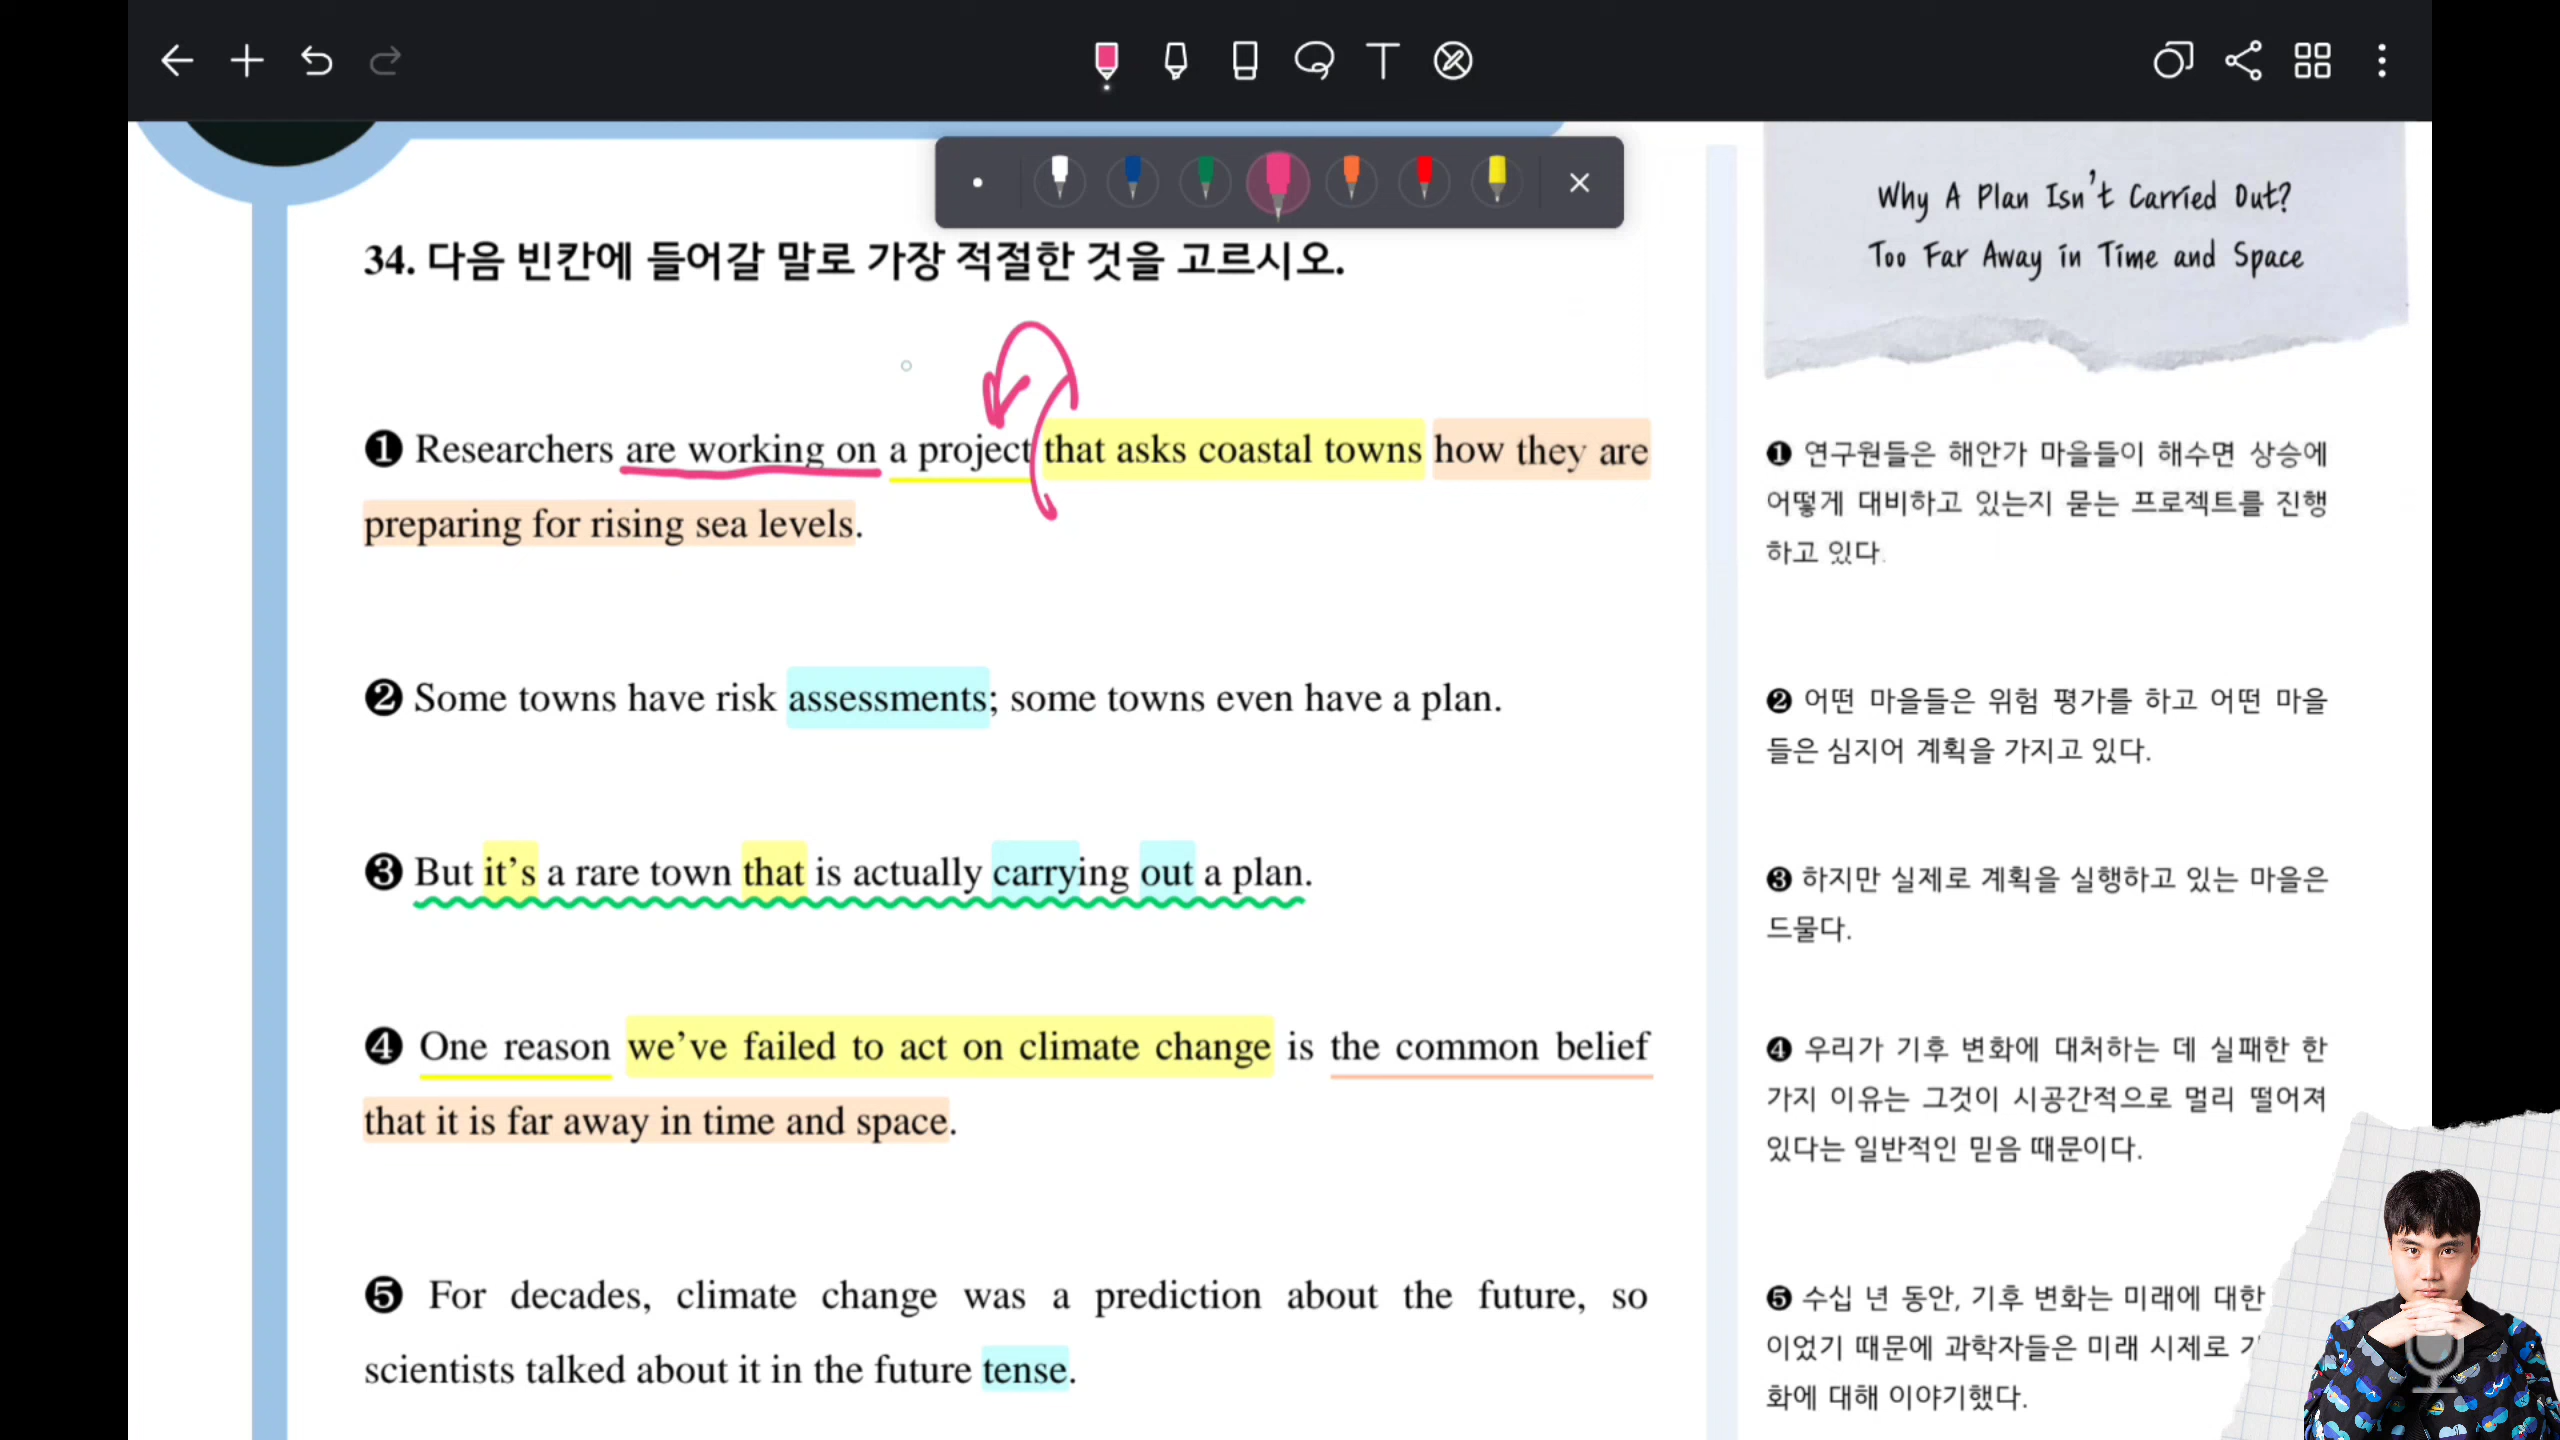 Why A Plan Isn't Carried Out?
Too Far Away in Time and Space
34. 다음 빈칸에 들어갈 말로 가장 적절한 것을 고르시오.
❶ Researchers are working on a project that asks coastal towns how they are
preparing for rising sea levels.
❷ Some towns have risk assessments; some towns even have a plan.
❸ But it's a rare town that is actually carrying out a plan.
❹ One reason we've failed to act on climate change is the common belief
that it is far away in time and space.
❺ For decades, climate change was a prediction about the future, so
scientists talked about it in the future tense.
❶ 연구원들은 해안가 마을들이 해수면 상승에
어떻게 대비하고 있는지 묻는 프로젝트를 진행
하고 있다.
❷ 어떤 마을들은 위험 평가를 하고 어떤 마을
들은 심지어 계획을 가지고 있다.
❸ 하지만 실제로 계획을 실행하고 있는 마을은
드물다.
❹ 우리가 기후 변화에 대처하는 데 실패한 한
가지 이유는 그것이 시공간적으로 멀리 떨어져
있다는 일반적인 믿음 때문이다.
❺ 수십 년 동안, 기후 변화는 미래에 대한
이었기 때문에 과학자들은 미래 시제로
화에 대해 이야기했다.